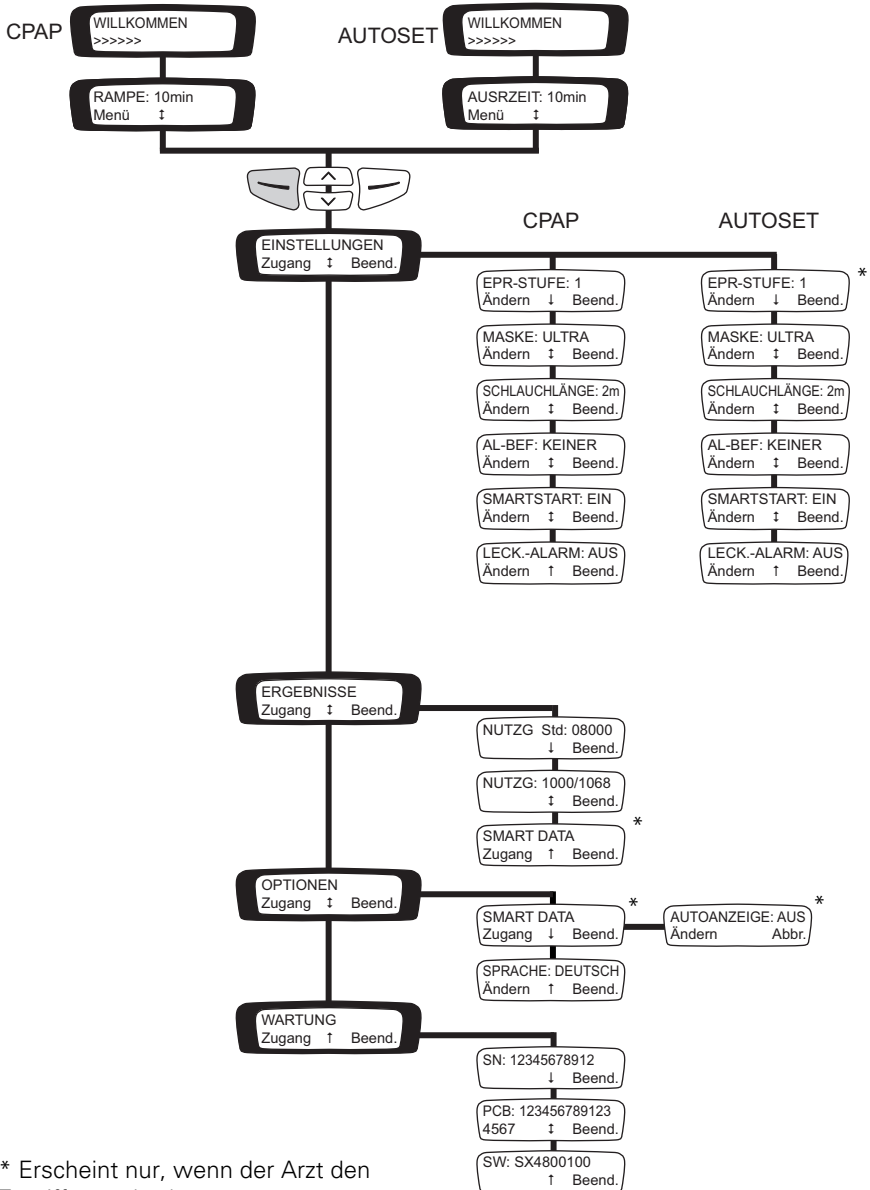 CPAP
WILLKOMMEN
>>>>>>
AUTOSET
WILLKOMMEN
>>>>>>
RAMPE: 10min
Menü ↕
AUSRZEIT: 10min
Menü ↕
EINSTELLUNGEN
Zugang ↕ Beend.
CPAP
EPR-STUFE: 1
Ändern ↓ Beend.
MASKE: ULTRA
Ändern ↕ Beend.
SCHLAUCHLÄNGE: 2m
Ändern ↕ Beend.
AL-BEF: KEINER
Ändern ↕ Beend.
SMARTSTART: EIN
Ändern ↕ Beend.
LECK.-ALARM: AUS
Ändern ↑ Beend.
AUTOSET
EPR-STUFE: 1 *
Ändern ↓ Beend.
MASKE: ULTRA
Ändern ↕ Beend.
SCHLAUCHLÄNGE: 2m
Ändern ↕ Beend.
AL-BEF: KEINER
Ändern ↕ Beend.
SMARTSTART: EIN
Ändern ↕ Beend.
LECK.-ALARM: AUS
Ändern ↑ Beend.
ERGEBNISSE
Zugang ↕ Beend.
NUTZG Std: 08000
↓ Beend.
NUTZG: 1000/1068
↕ Beend.
SMART DATA *
Zugang ↑ Beend.
OPTIONEN
Zugang ↕ Beend.
SMART DATA *
Zugang ↓ Beend.
AUTOANZEIGE: AUS *
Ändern Abbr.
SPRACHE: DEUTSCH
Ändern ↑ Beend.
WARTUNG
Zugang ↑ Beend.
SN: 12345678912
↓ Beend.
PCB: 123456789123
4567 ↕ Beend.
SW: SX4800100
↑ Beend.
* Erscheint nur, wenn der Arzt den